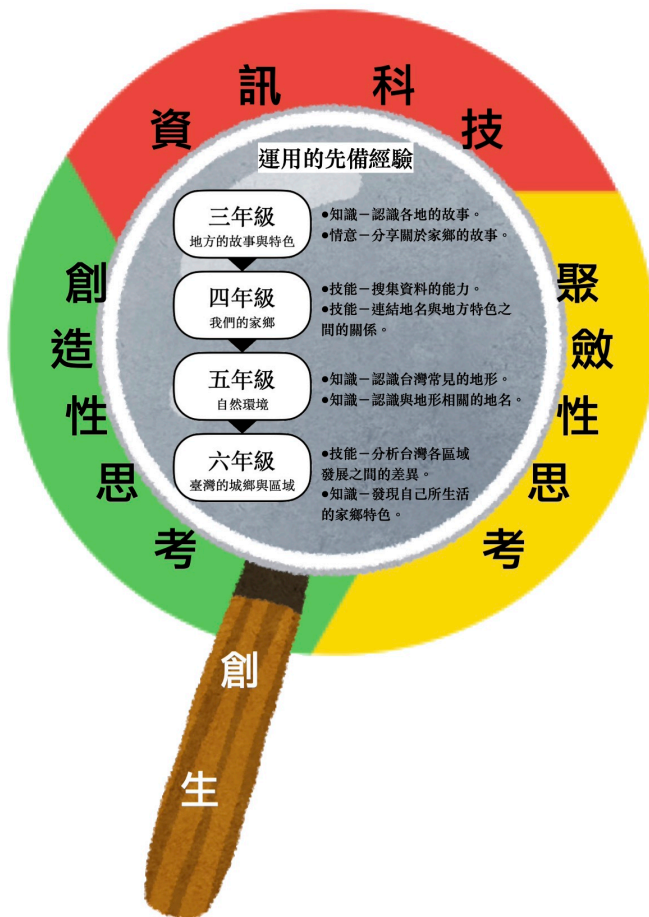 資訊科技
運用的先備經驗
三年級
地方的故事與特色
●知識－認識各地的故事。
●情意－分享關於家鄉的故事。
四年級
我們的家鄉
●技能－搜集資料的能力。
●技能－連結地名與地方特色之
間的關係。
五年級
自然環境
●知識－認識台灣常見的地形。
●知識－認識與地形相關的地名。
六年級
臺灣的城鄉與區域
●技能－分析台灣各區域
發展之間的差異。
●知識－發現自己所生活
的家鄉特色。
創造性思考
聚斂性思考
創生